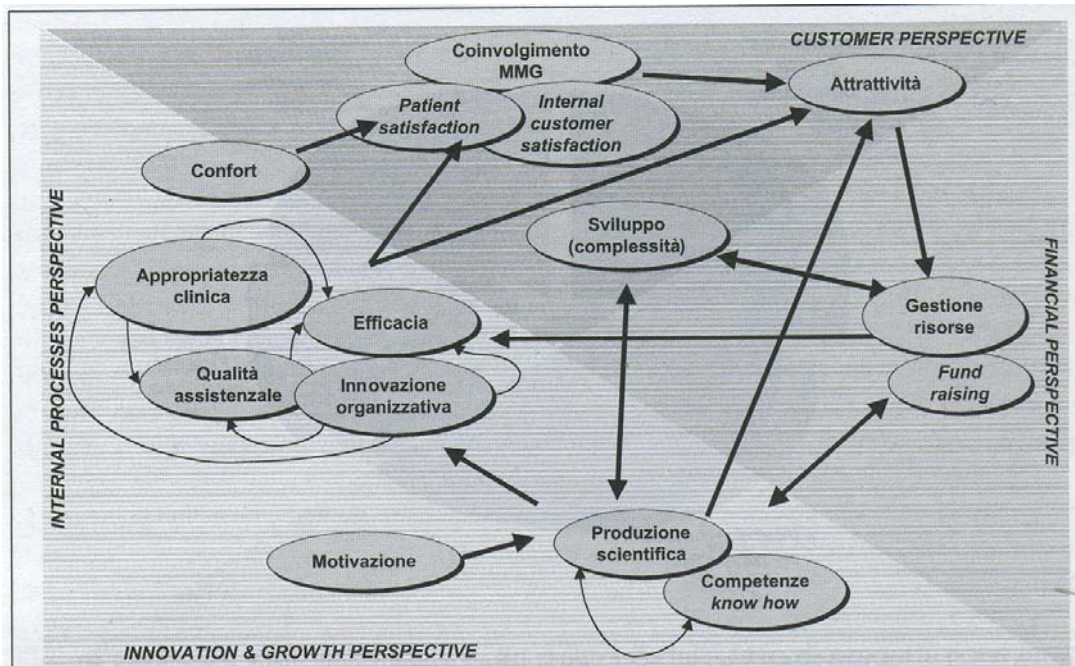 CUSTOMER PERSPECTIVE
Coinvolgimento
MMG
Attrattività
Patient
satisfaction
Internal
customer
satisfaction
Confort
Sviluppo
(complessità)
INTERNAL PROCESSES PERSPECTIVE
FINANCIAL PERSPECTIVE
Appropriatezza
clinica
Gestione
risorse
Efficacia
Qualità
assistenziale
Innovazione
organizzativa
Fund
raising
Produzione
scientifica
Motivazione
Competenze
know how
INNOVATION & GROWTH PERSPECTIVE